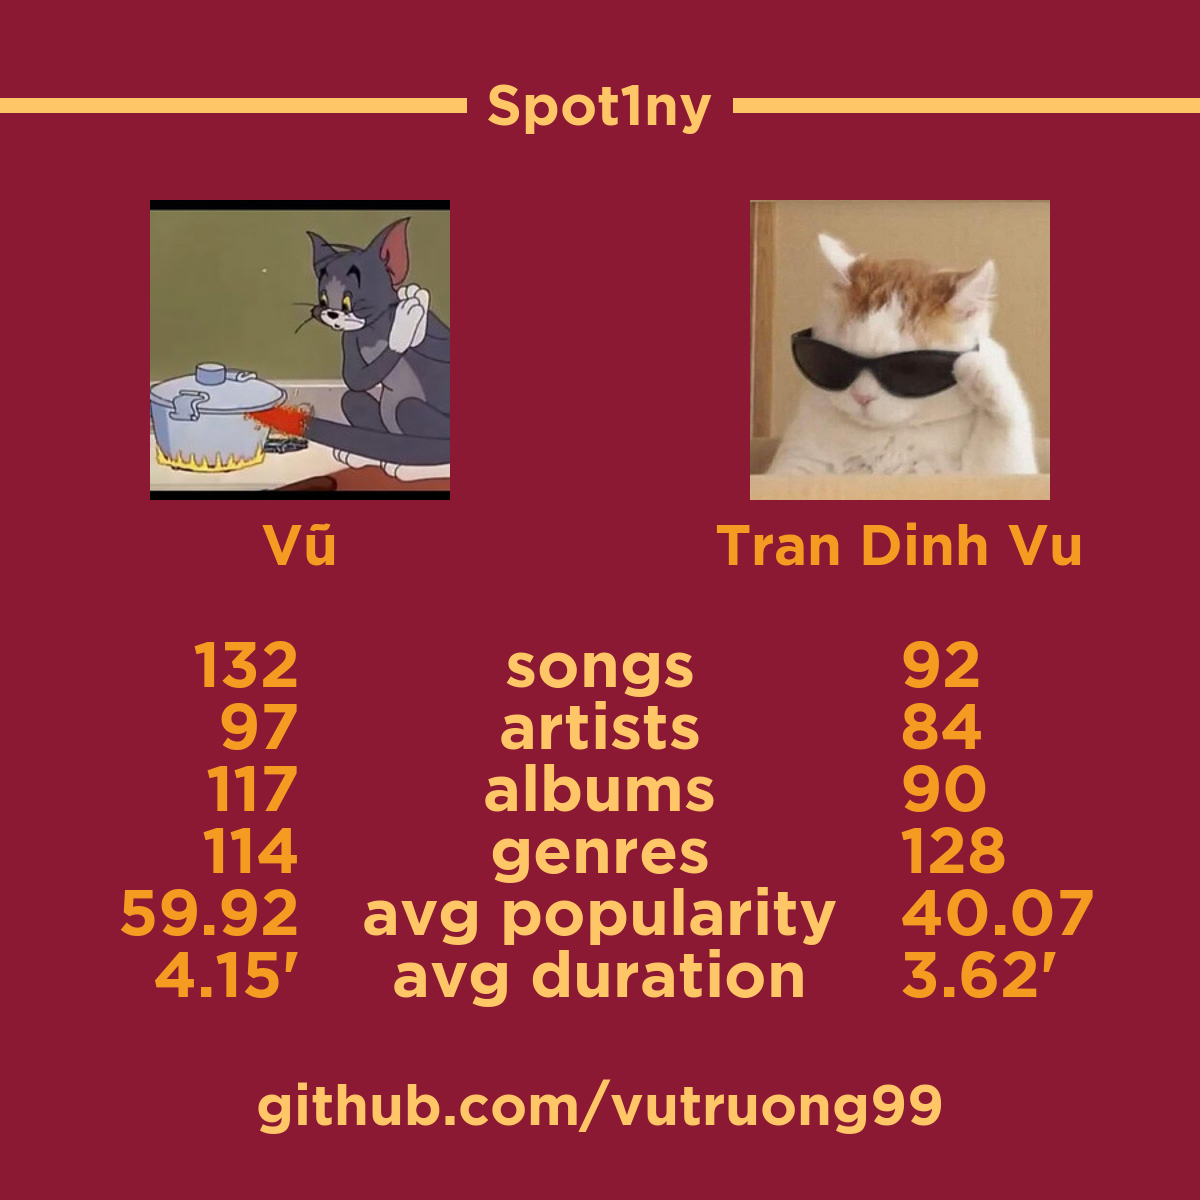 Spot1ny
Vũ Tran Dinh Vu
132 songs 92
97 artists 84
117 albums 90
114 genres 128
59.92 avg popularity 40.07
4.15' avg duration 3.62'
github.com/vutruong99